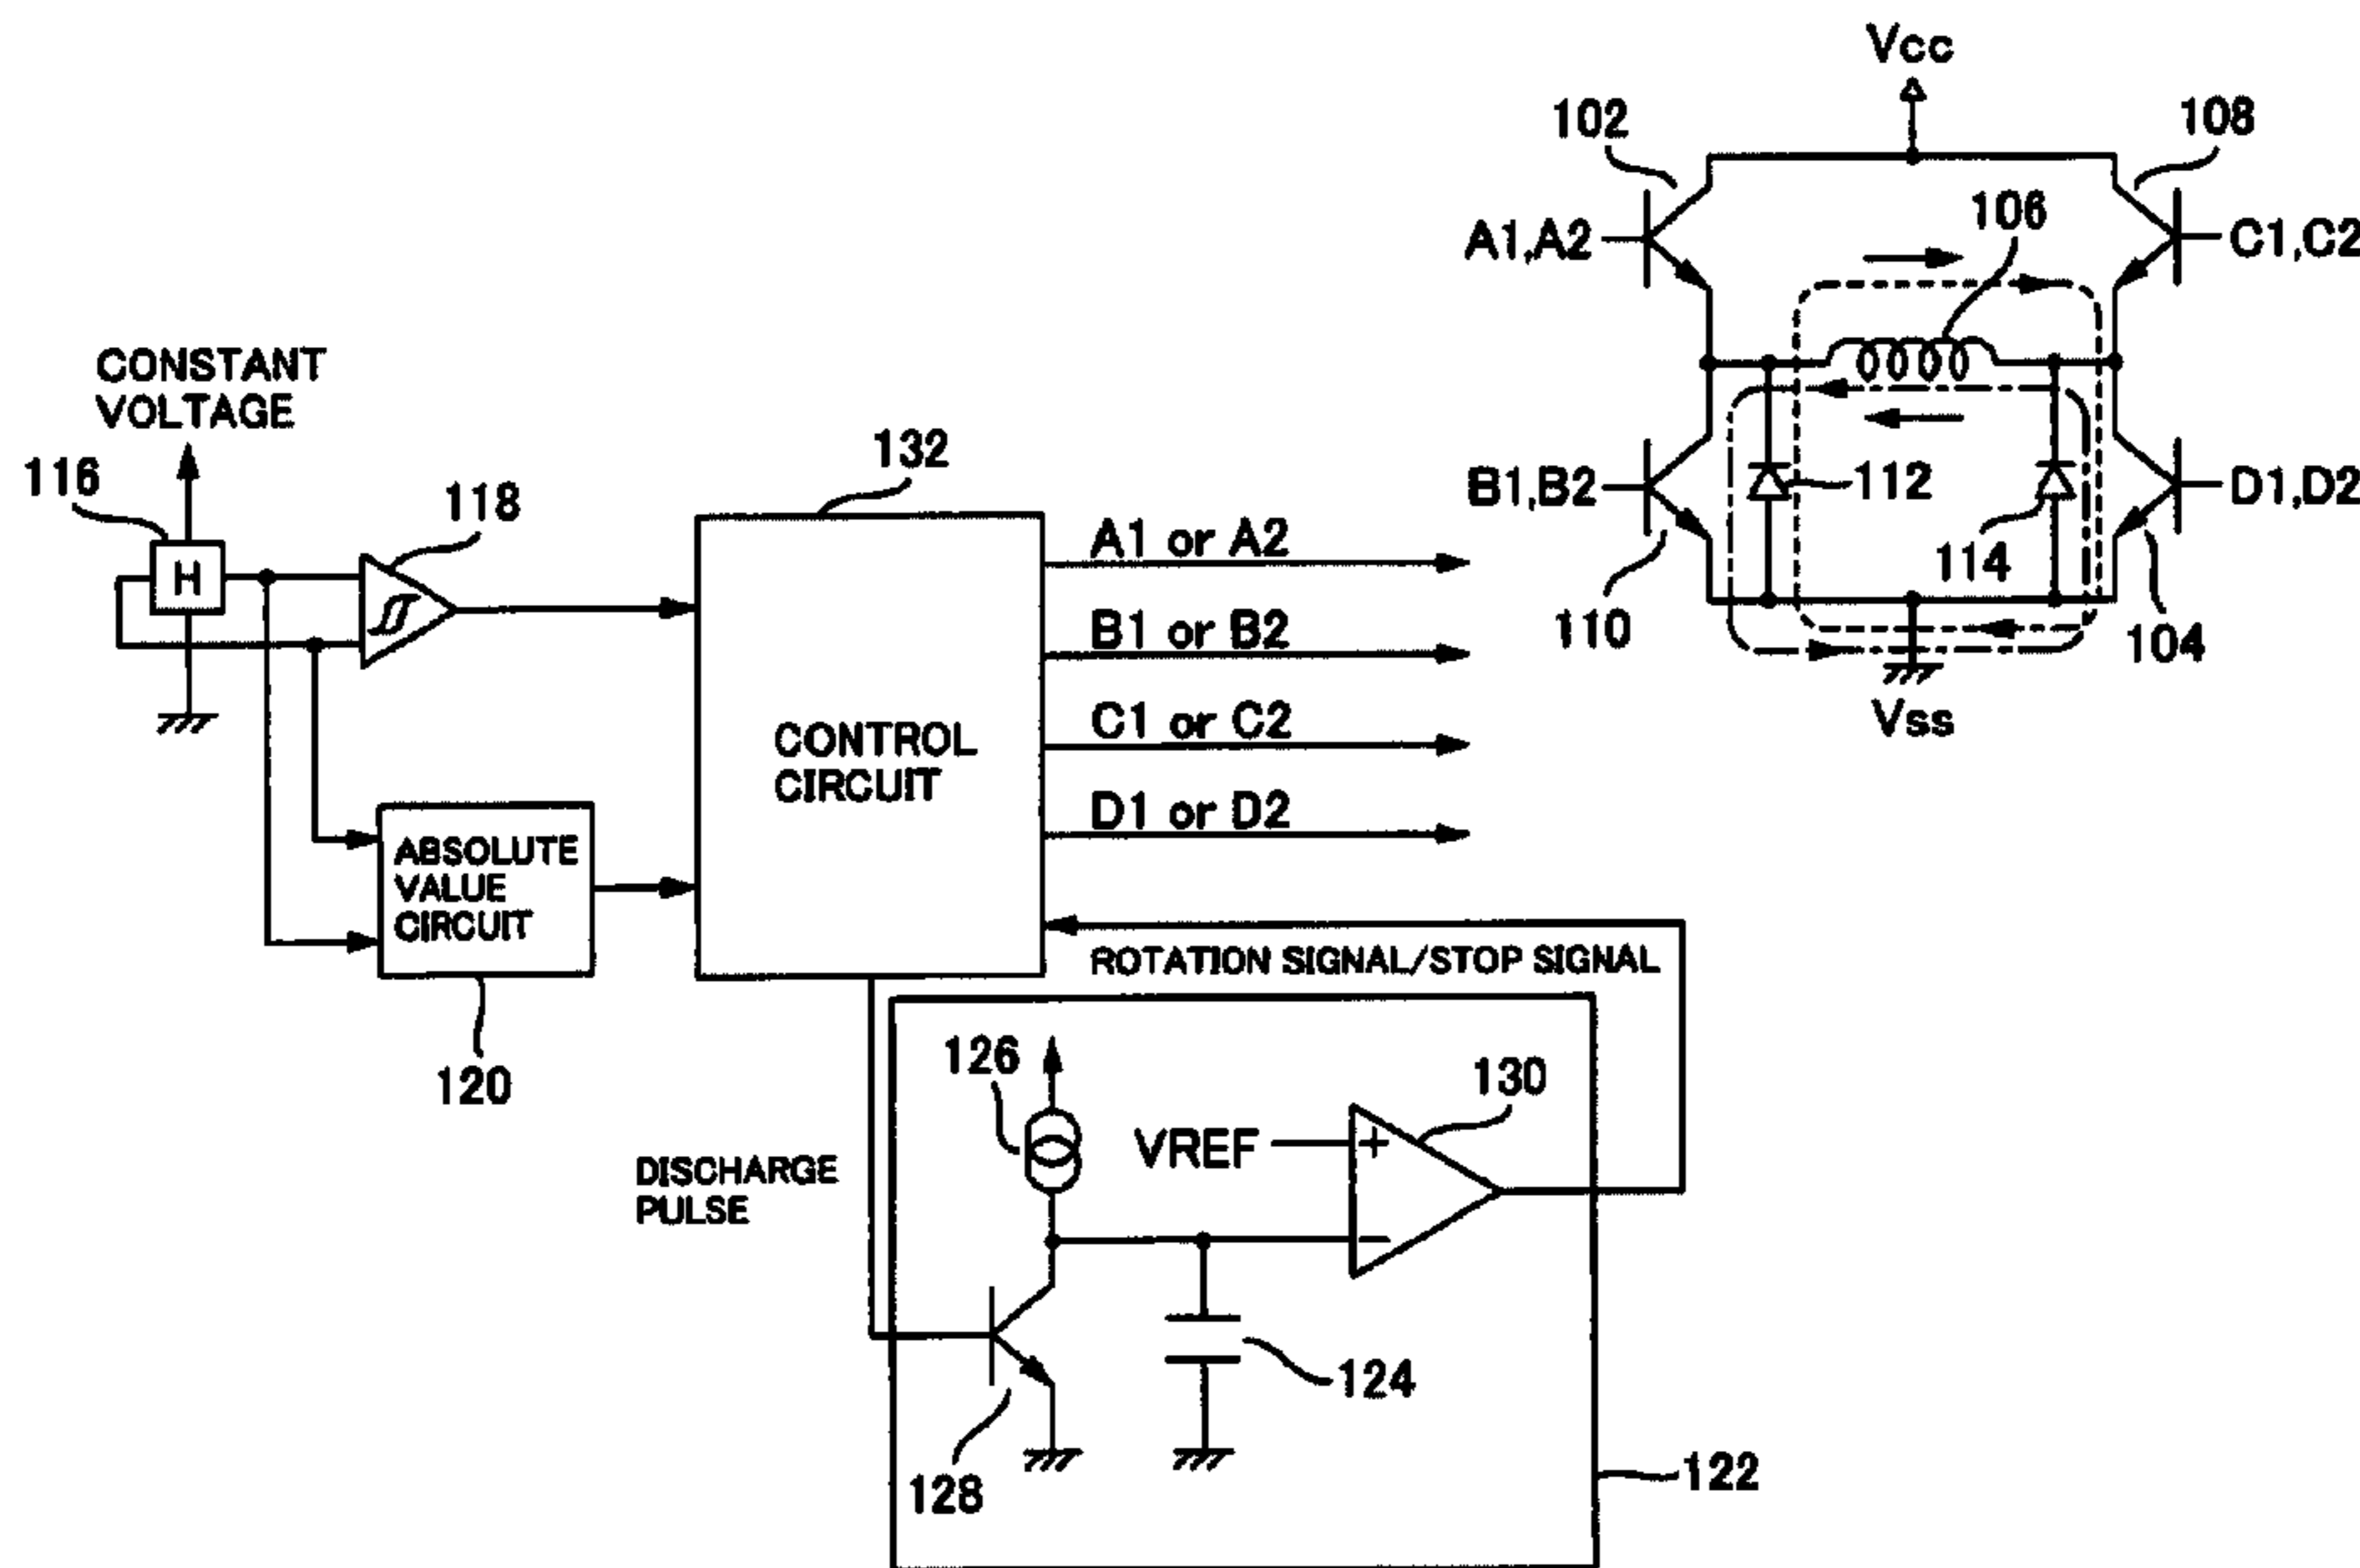 Vcc
102
108
106
A1,A2
C1,C2
CONSTANT
VOLTAGE
132
116
118
B1,B2
112
D1,D2
H
A1 or A2
114
B1 or B2
110
104
C1 or C2
Vss
CONTROL
CIRCUIT
D1 or D2
ABSOLUTE
VALUE
CIRCUIT
ROTATION SIGNAL/STOP SIGNAL
120
126
130
VREF
+
−
DISCHARGE
PULSE
124
128
122